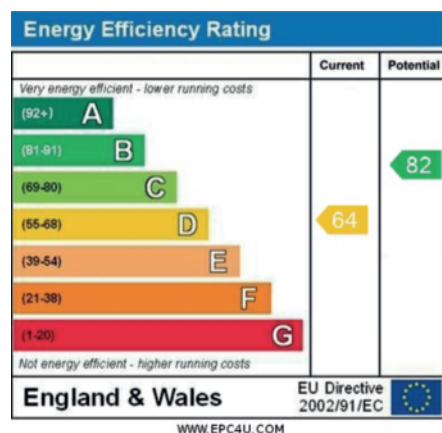 Energy Efficiency Rating
Current Potential
Very energy efficient - lower running costs
(92+) A
(81-91) B
82
(69-80) C
(55-68) D
64
(39-54) E
(21-38) F
(1-20) G
Not energy efficient - higher running costs
England & Wales
EU Directive
2002/91/EC
WWW.EPC4U.COM